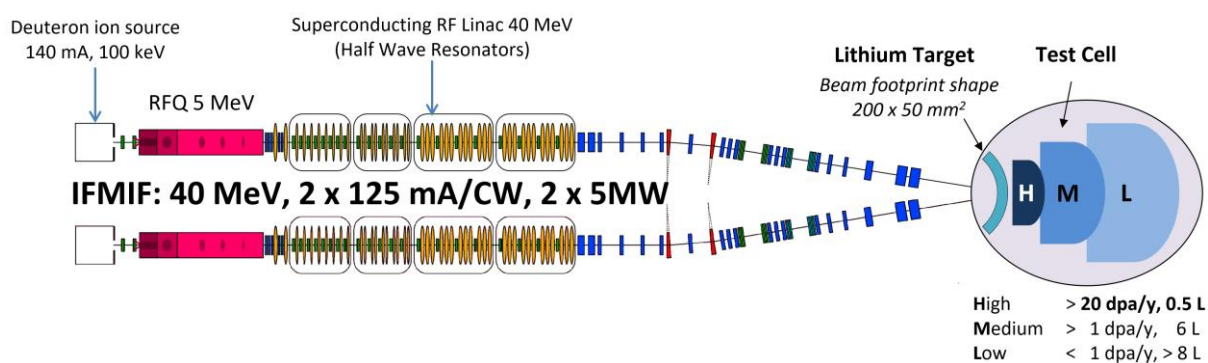 Deuteron ion source
140 mA, 100 keV
RFQ 5 MeV
Superconducting RF Linac 40 MeV
(Half Wave Resonators)
Lithium Target
Beam footprint shape
200 x 50 mm²
Test Cell
IFMIF: 40 MeV, 2 x 125 mA/CW, 2 x 5MW
H M L
High > 20 dpa/y, 0.5 L
Medium > 1 dpa/y, 6 L
Low < 1 dpa/y, > 8 L